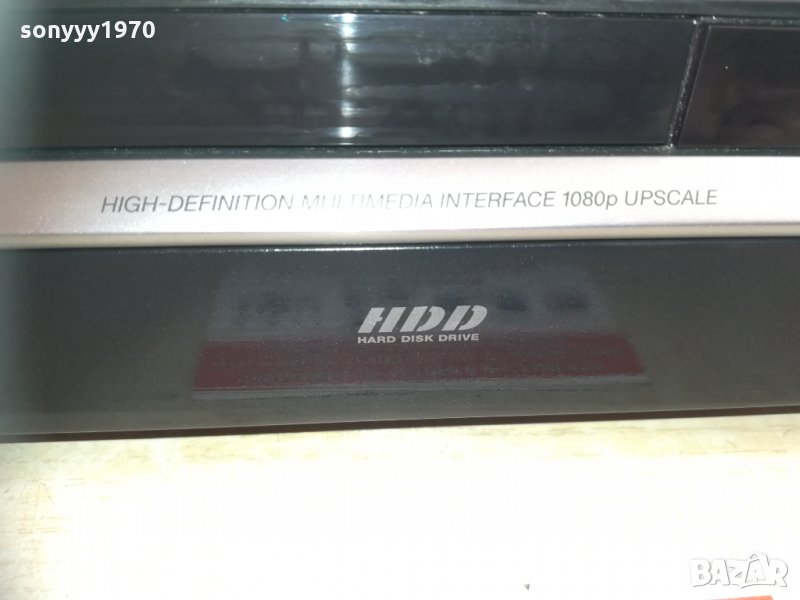 sonyyy1970
HIGH-DEFINITION MULTIMEDIA INTERFACE 1080p UPSCALE
HDD
HARD DISK DRIVE
BAZAR